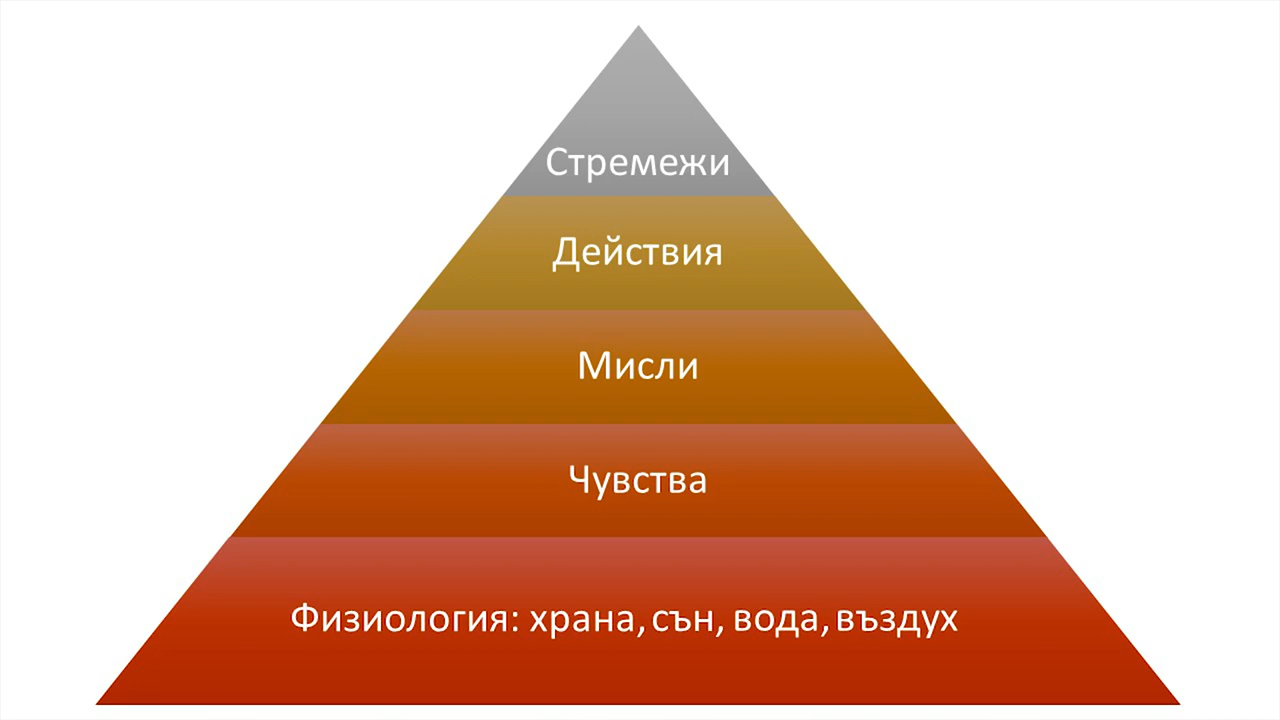 Стремежи
Действия
Мисли
Чувства
Физиология: храна, сън, вода, въздух